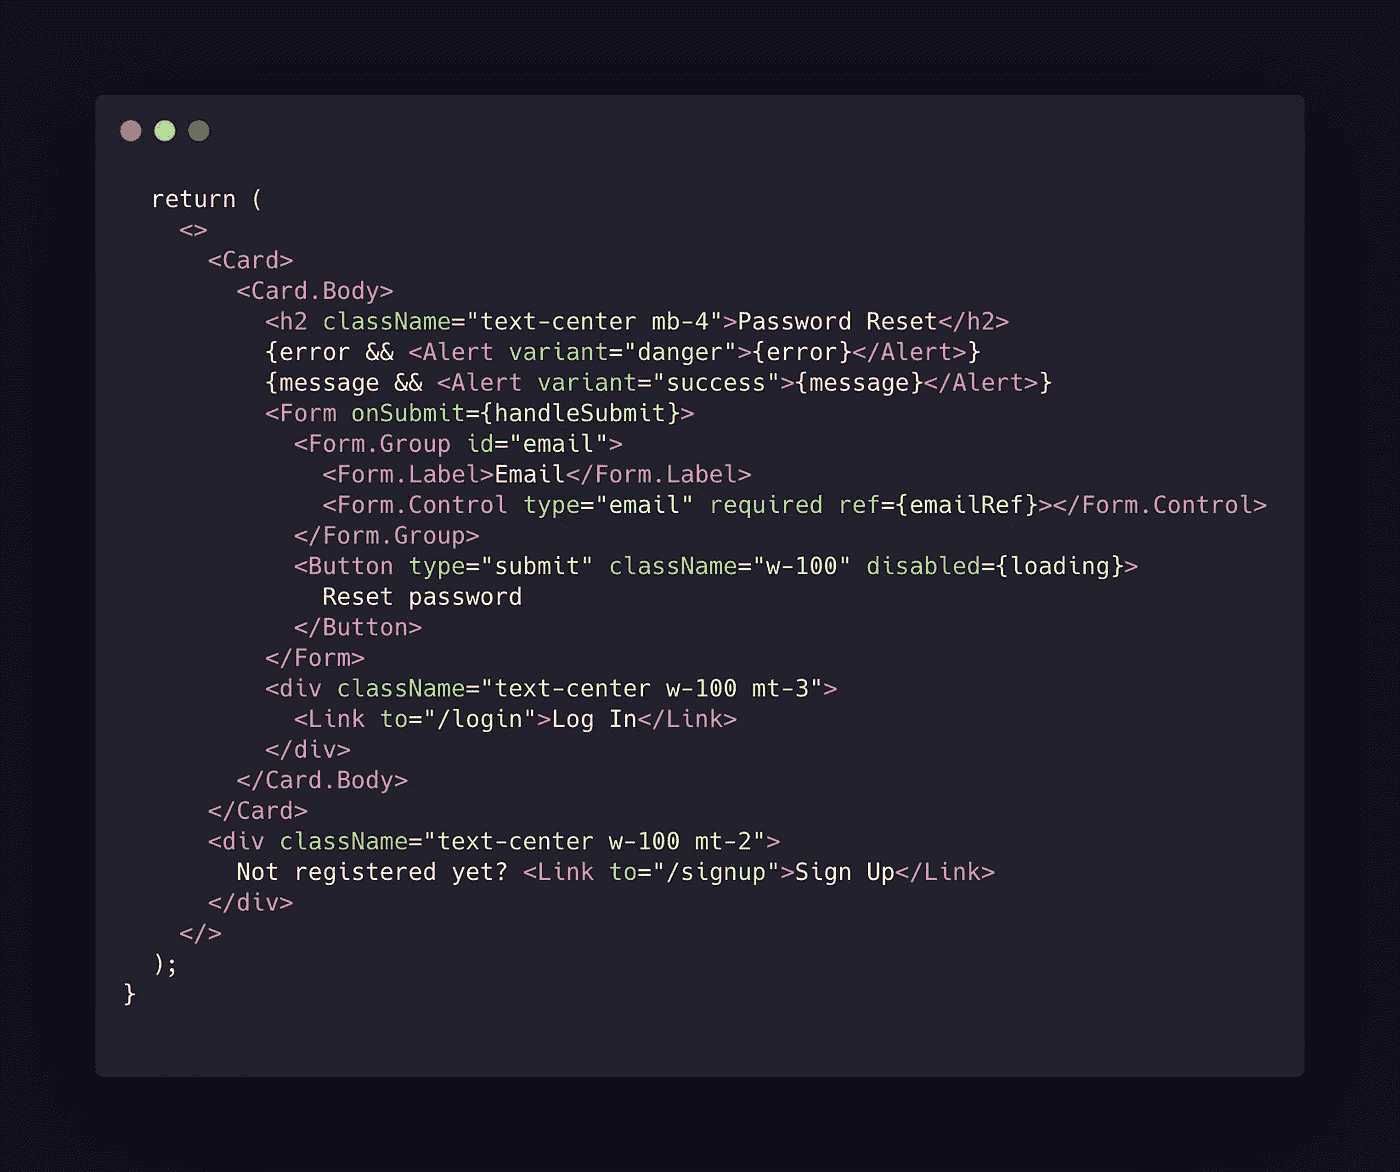 return (
<>
<Card>
<Card.Body>
<h2 className="text-center mb-4">Password Reset</h2>
{error && <Alert variant="danger">{error}</Alert>}
{message && <Alert variant="success">{message}</Alert>}
<Form onSubmit={handleSubmit}>
<Form.Group id="email">
<Form.Label>Email</Form.Label>
<Form.Control type="email" required ref={emailRef}></Form.Control>
</Form.Group>
<Button type="submit" className="w-100" disabled={loading}>
Reset password
</Button>
</Form>
<div className="text-center w-100 mt-3">
<Link to="/login">Log In</Link>
</div>
</Card.Body>
</Card>
<div className="text-center w-100 mt-2">
Not registered yet? <Link to="/signup">Sign Up</Link>
</div>
</>
);
}